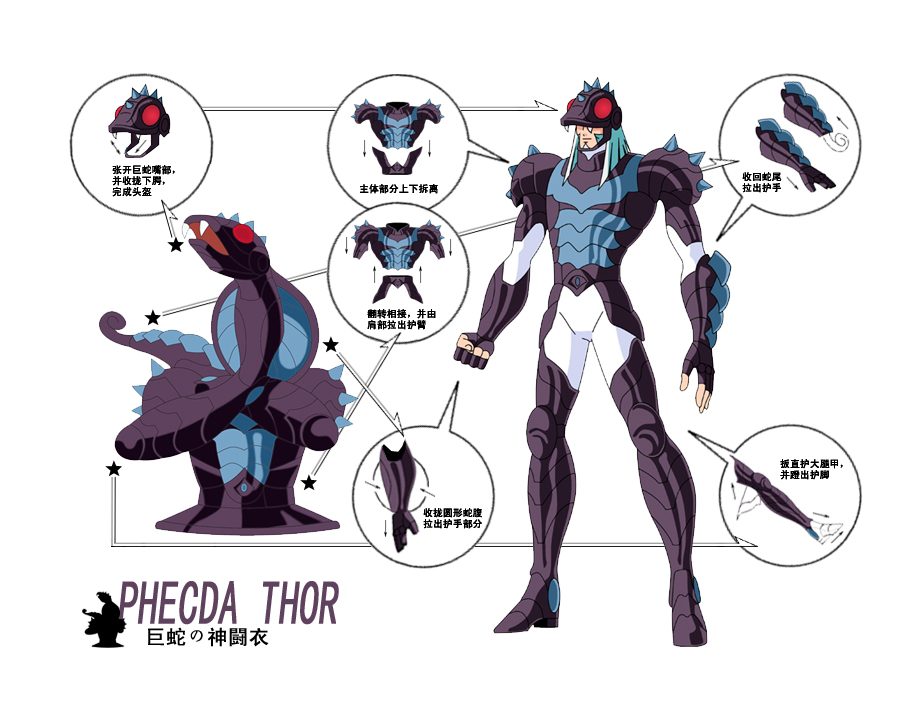 张开巨蛇嘴部，
并收拢下腭，
完成头盔
主体部分上下拆离
收回蛇尾
拉出护手
翻转相接，并由
肩部拉出护臂
收拢圆形蛇腹
拉出护手部分
扳直护大腿甲，
并蹬出护脚
PHECDA THOR
巨蛇の神闘衣